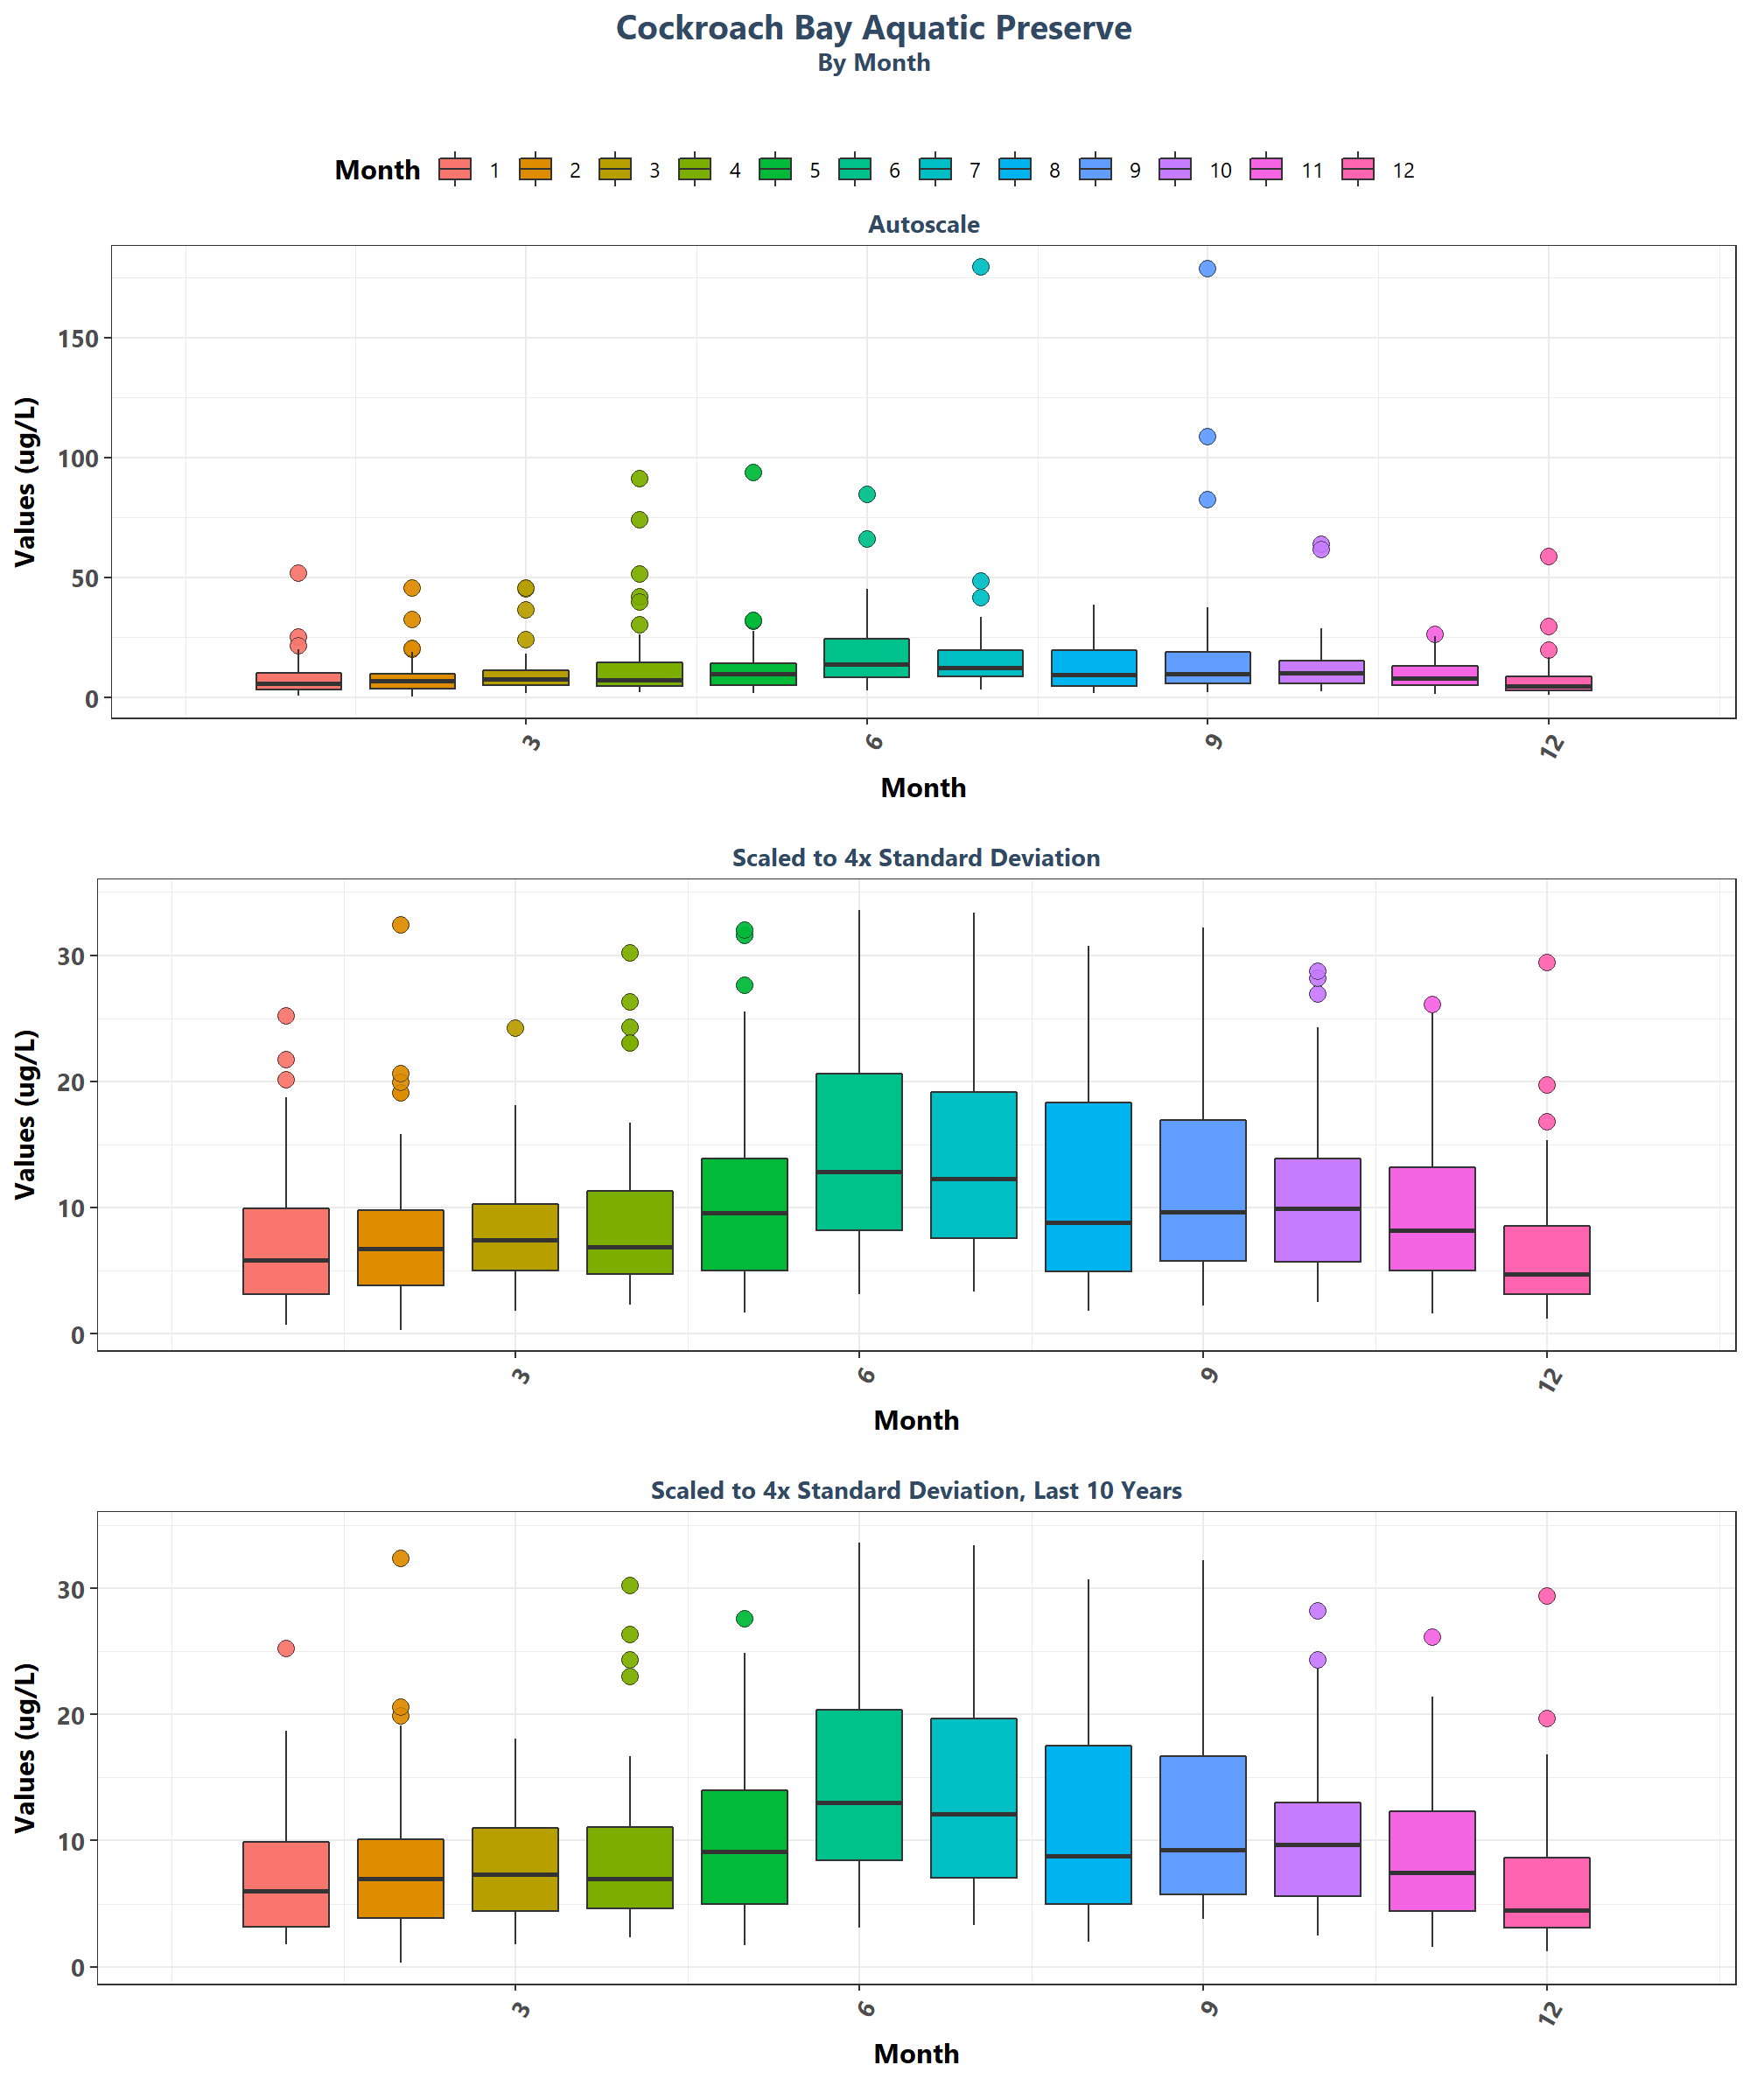 Cockroach Bay Aquatic Preserve
By Month
Month 1 2 3 4 5 6 7 8 9 10 11 12
Autoscale
Values (ug/L)
150
100
50
0
3 6 9 12
Month
Scaled to 4x Standard Deviation
Values (ug/L)
30
20
10
0
3 6 9 12
Month
Scaled to 4x Standard Deviation, Last 10 Years
Values (ug/L)
30
20
10
0
3 6 9 12
Month